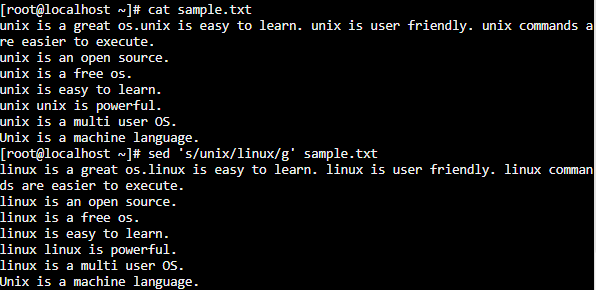 [root@localhost ~]# cat sample.txt
unix is a great os.unix is easy to learn. unix is user friendly. unix commands a
re easier to execute.
unix is an open source.
unix is a free os.
unix is easy to learn.
unix unix is powerful.
unix is a multi user OS.
Unix is a machine language.
[root@localhost ~]# sed 's/unix/linux/g' sample.txt
linux is a great os.linux is easy to learn. linux is user friendly. linux comman
ds are easier to execute.
linux is an open source.
linux is a free os.
linux is easy to learn.
linux linux is powerful.
linux is a multi user OS.
Unix is a machine language.